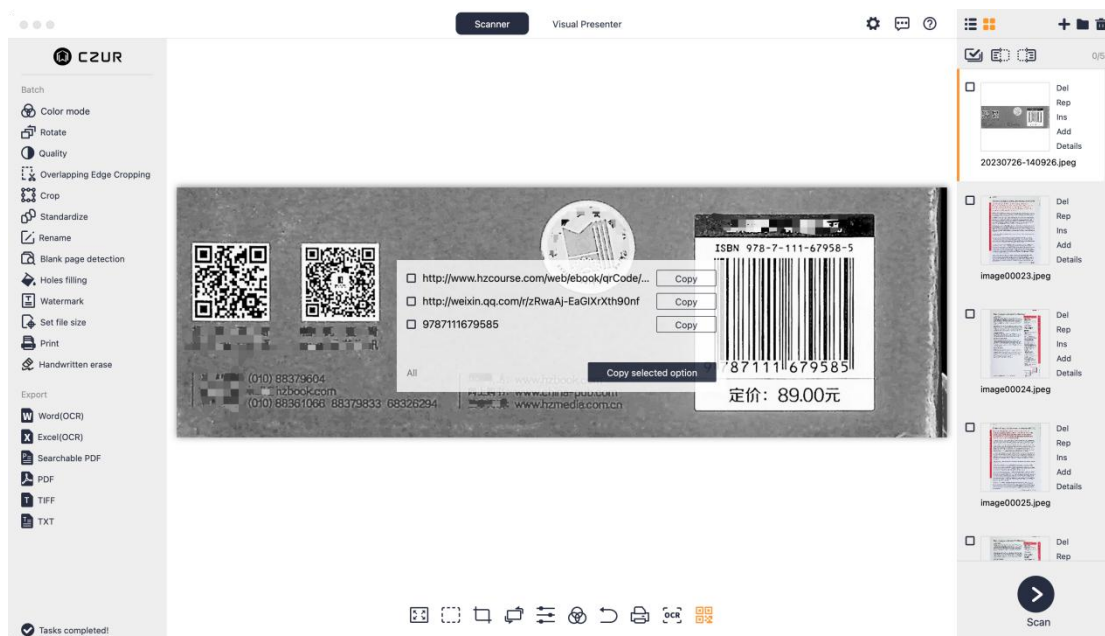 Scanner
Visual Presenter
CZUR
Batch
Color mode
Rotate
Quality
Overlapping Edge Cropping
Crop
Standardize
Rename
Blank page detection
Holes filling
Watermark
Set file size
Print
Handwritten erase
Export
Word(OCR)
Excel(OCR)
Searchable PDF
PDF
TIFF
TXT
Tasks completed!
ISBN 978-7-111-67958-5
http://www.hzcourse.com/web/ebook/qrCode/...
Copy
http://weixin.qq.com/r/zRwaAj-EaGlXrXth90nf
Copy
9787111679585
Copy
All
Copy selected option
787111 679585
定价：89.00元
(010) 88379604
hzbook.com
(010) 88361066 88379833 68326294
www.hzbook.com
www.china-pub.com
www.hzmedia.com.cn
OCR
0/5
Del
Rep
Ins
Add
Details
20230726-140926.jpeg
Del
Rep
Ins
Add
Details
image00023.jpeg
Del
Rep
Ins
Add
Details
image00024.jpeg
Del
Rep
Ins
Add
Details
image00025.jpeg
Del
Rep
Scan